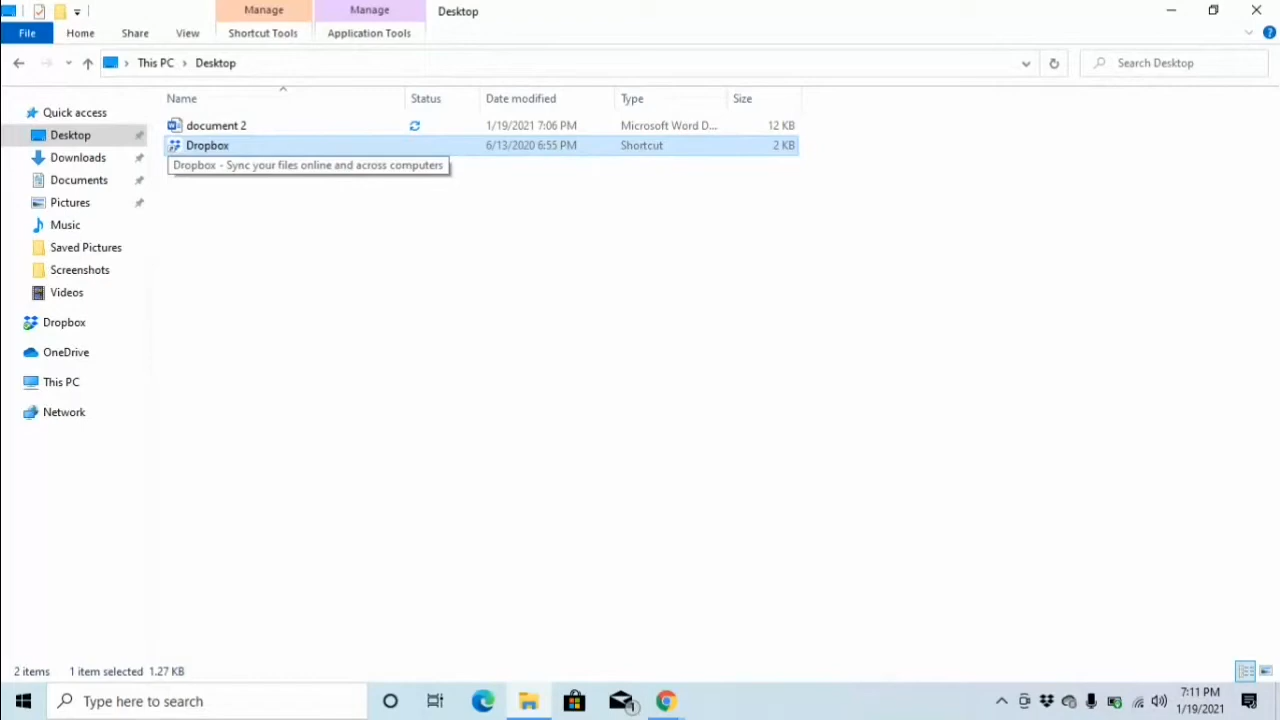 Manage Manage Desktop
File Home Share View Shortcut Tools Application Tools
This PC Desktop Search Desktop
Name Status Date modified Type Size
Quick access
Desktop
Downloads
Documents
Pictures
Music
Saved Pictures
Screenshots
Videos
Dropbox
OneDrive
This PC
Network
document 2 1/19/2021 7:06 PM Microsoft Word D... 12 KB
Dropbox 6/13/2020 6:55 PM Shortcut 2 KB
Dropbox - Sync your files online and across computers
2 items 1 item selected 1.27 KB
Type here to search 1 7:11 PM
1/19/2021